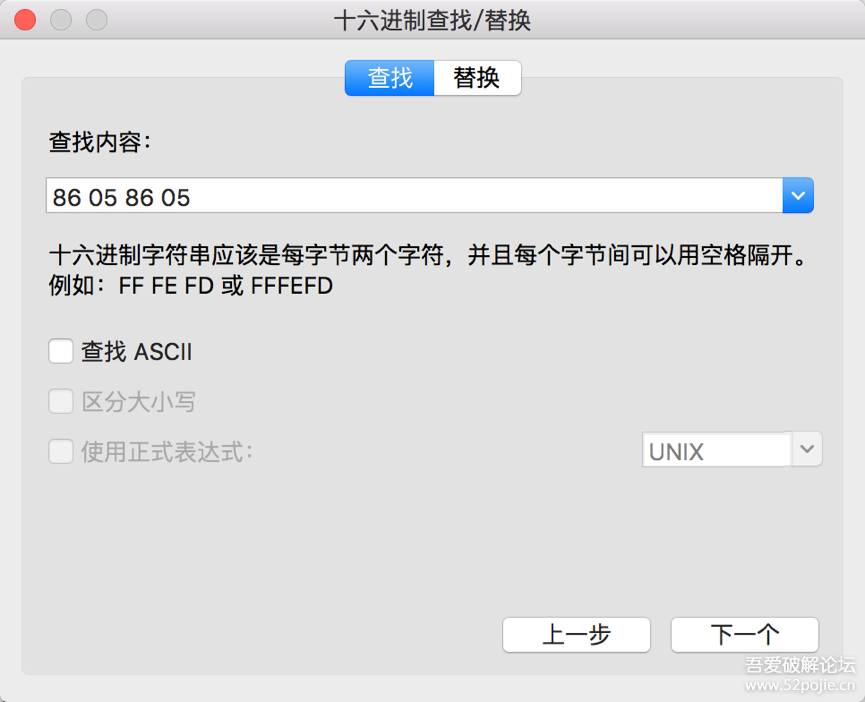 十六进制查找/替换
查找 替换
查找内容：
86 05 86 05
十六进制字符串应该是每字节两个字符，并且每个字节间可以用空格隔开。
例如：FF FE FD 或 FFFEFD
查找 ASCII
区分大小写
使用正式表达式：
UNIX
上一步 下一个
吾爱破解论坛
www.52pojie.cn